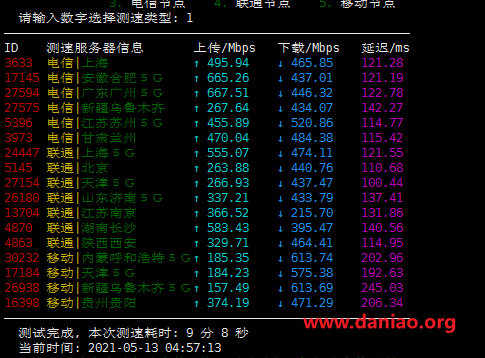 3. 电信节点 4. 联通节点 5. 移动节点
请输入数字选择测速类型: 1
ID 测速服务器信息 上传/Mbps 下载/Mbps 延迟/ms
3633 电信|上海 ↑ 495.94 ↓ 465.85 121.28
17145 电信|安徽合肥5G ↑ 665.26 ↓ 437.01 121.19
27594 电信|广东广州5G ↑ 667.51 ↓ 446.32 122.78
27575 电信|新疆乌鲁木齐 ↑ 267.64 ↓ 434.07 142.27
5396 电信|江苏苏州5G ↑ 455.89 ↓ 520.86 114.77
3973 电信|甘肃兰州 ↑ 470.04 ↓ 484.38 115.42
24447 联通|上海5G ↑ 555.07 ↓ 474.11 121.55
5145 联通|北京 ↑ 263.88 ↓ 440.76 110.68
27154 联通|天津5G ↑ 266.93 ↓ 437.47 100.44
26180 联通|山东济南5G ↑ 337.21 ↓ 433.79 137.41
13704 联通|江苏南京 ↑ 366.52 ↓ 215.70 131.86
4870 联通|湖南长沙 ↑ 583.43 ↓ 395.47 140.56
4863 联通|陕西西安 ↑ 329.71 ↓ 464.41 114.95
30232 移动|内蒙呼和浩特5G ↑ 185.35 ↓ 613.74 202.96
17184 移动|天津5G ↑ 184.23 ↓ 575.38 192.63
26938 移动|新疆乌鲁木齐5G ↑ 157.49 ↓ 613.69 245.03
16398 移动|贵州贵阳 ↑ 374.19 ↓ 471.29 206.34
www.daniao.org
测试完成, 本次测速耗时: 9 分 8 秒
当前时间: 2021-05-13 04:57:13